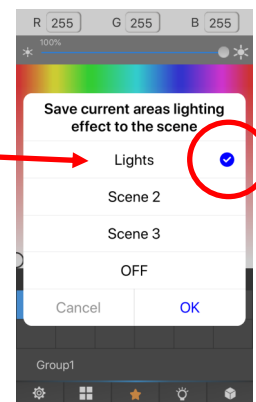 R 255 G 255 B 255
100%
Save current areas lighting
effect to the scene
Lights
Scene 2
Scene 3
OFF
Cancel OK
Group1